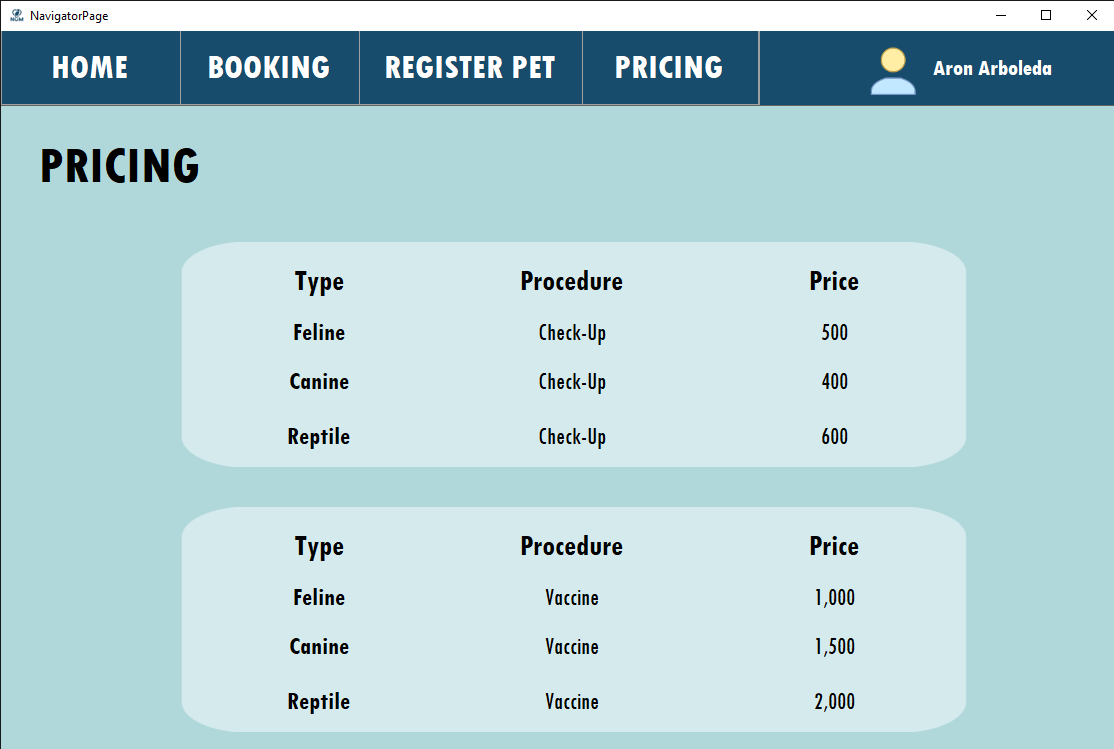 NGM NavigatorPage
HOME BOOKING REGISTER PET PRICING Aron Arboleda
PRICING
Type Procedure Price
Feline Check-Up 500
Canine Check-Up 400
Reptile Check-Up 600
Type Procedure Price
Feline Vaccine 1,000
Canine Vaccine 1,500
Reptile Vaccine 2,000